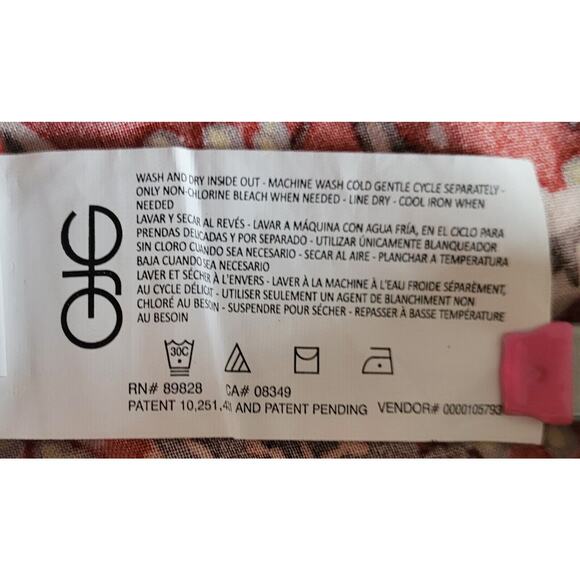 WASH AND DRY INSIDE OUT - MACHINE WASH COLD GENTLE CYCLE SEPARATELY -
ONLY NON-CHLORINE BLEACH WHEN NEEDED - LINE DRY - COOL IRON WHEN
NEEDED
LAVAR Y SECAR AL REVÉS - LAVAR A MÁQUINA CON AGUA FRÍA, EN EL CICLO PARA
PRENDAS DELICADAS Y POR SEPARADO - UTILIZAR ÚNICAMENTE BLANQUEADOR
SIN CLORO CUANDO SEA NECESARIO - SECAR AL AIRE - PLANCHAR A TEMPERATURA
BAJA CUANDO SEA NECESARIO
LAVER ET SÉCHER À L'ENVERS - LAVER À LA MACHINE À L'EAU FROIDE SÉPARÉMENT,
AU CYCLE DÉLICAT - UTILISER SEULEMENT UN AGENT DE BLANCHIMENT NON
CHLORÉ AU BESOIN - SUSPENDRE POUR SÉCHER - REPASSER À BASSE TEMPÉRATURE
AU BESOIN
30C
RN# 89828 CA# 08349
PATENT 10,251, AND PATENT PENDING VENDOR# 0000105793